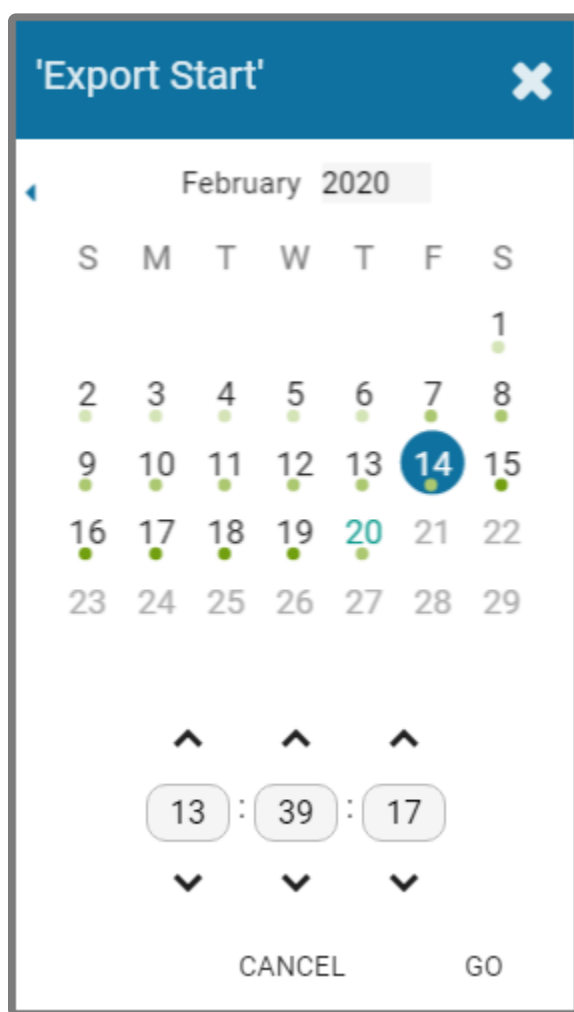 'Export Start'
February 2020
S M T W T F S
1
2 3 4 5 6 7 8
9 10 11 12 13 14 15
16 17 18 19 20 21 22
23 24 25 26 27 28 29
13 : 39 : 17
CANCEL GO